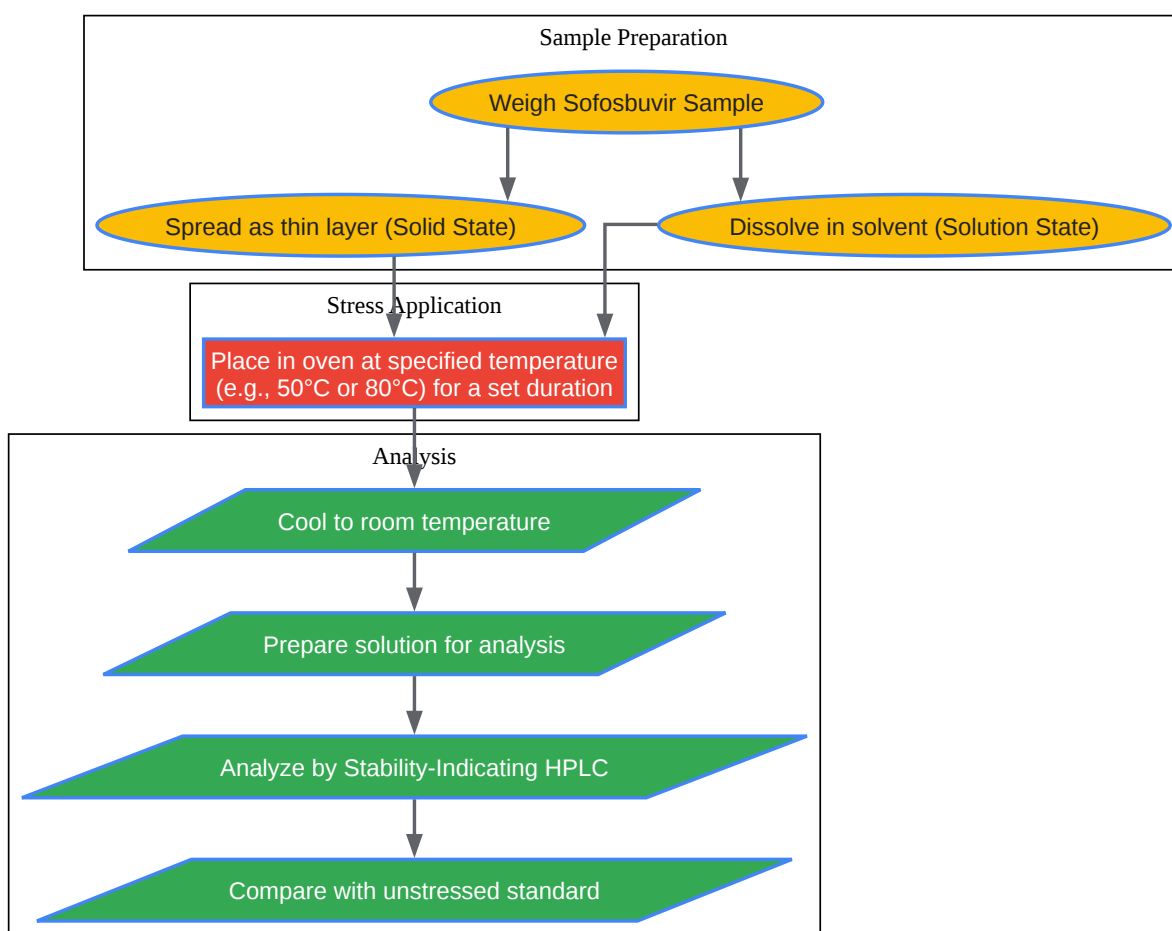 Sample Preparation
Weigh Sofosbuvir Sample
Spread as thin layer (Solid State)
Dissolve in solvent (Solution State)
Stress Application
Place in oven at specified temperature
(e.g., 50°C or 80°C) for a set duration
Analysis
Cool to room temperature
Prepare solution for analysis
Analyze by Stability-Indicating HPLC
Compare with unstressed standard